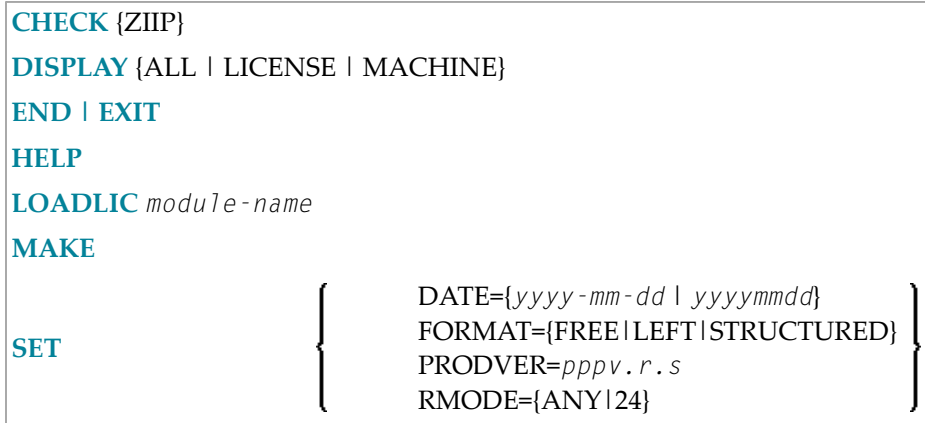 CHECK {ZIIP}
DISPLAY {ALL | LICENSE | MACHINE}
END | EXIT
HELP
LOADLIC module-name
MAKE
SET
DATE={yyyy-mm-dd | yyyymmdd}
FORMAT={FREE|LEFT|STRUCTURED}
PRODVER=pppv.r.s
RMODE={ANY|24}